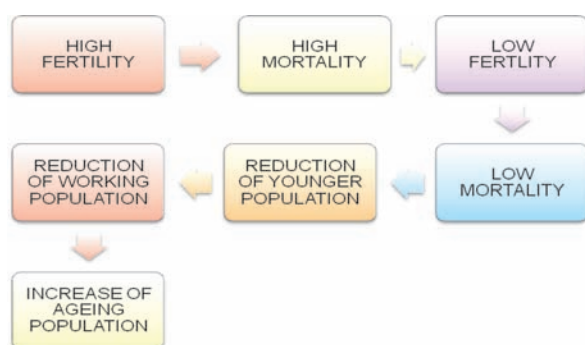 HIGH
FERTILITY
HIGH
MORTALITY
LOW
FERTLITY
LOW
MORTALITY
REDUCTION
OF YOUNGER
POPULATION
REDUCTION
OF WORKING
POPULATION
INCREASE OF
AGEING
POPULATION